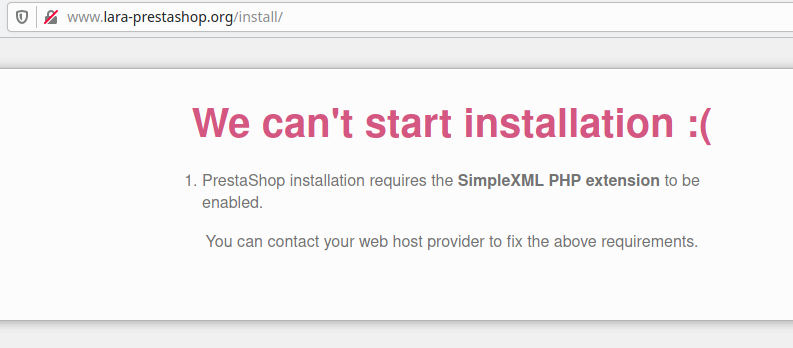 www.lara-prestashop.org/install/
We can't start installation :(
1. PrestaShop installation requires the SimpleXML PHP extension to be
enabled.
You can contact your web host provider to fix the above requirements.